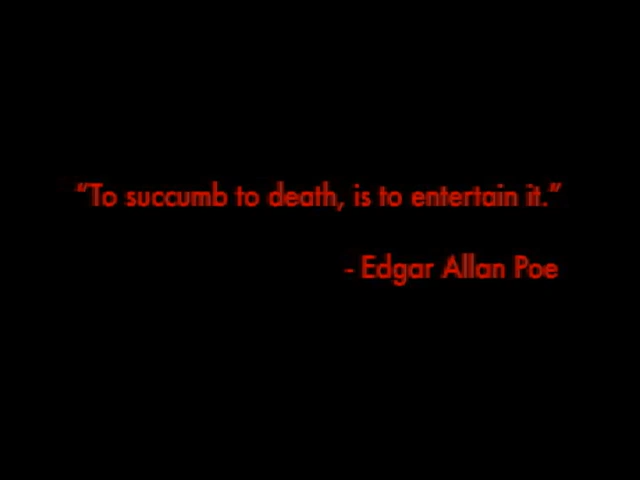 “To succumb to death, is to entertain it.”
- Edgar Allan Poe